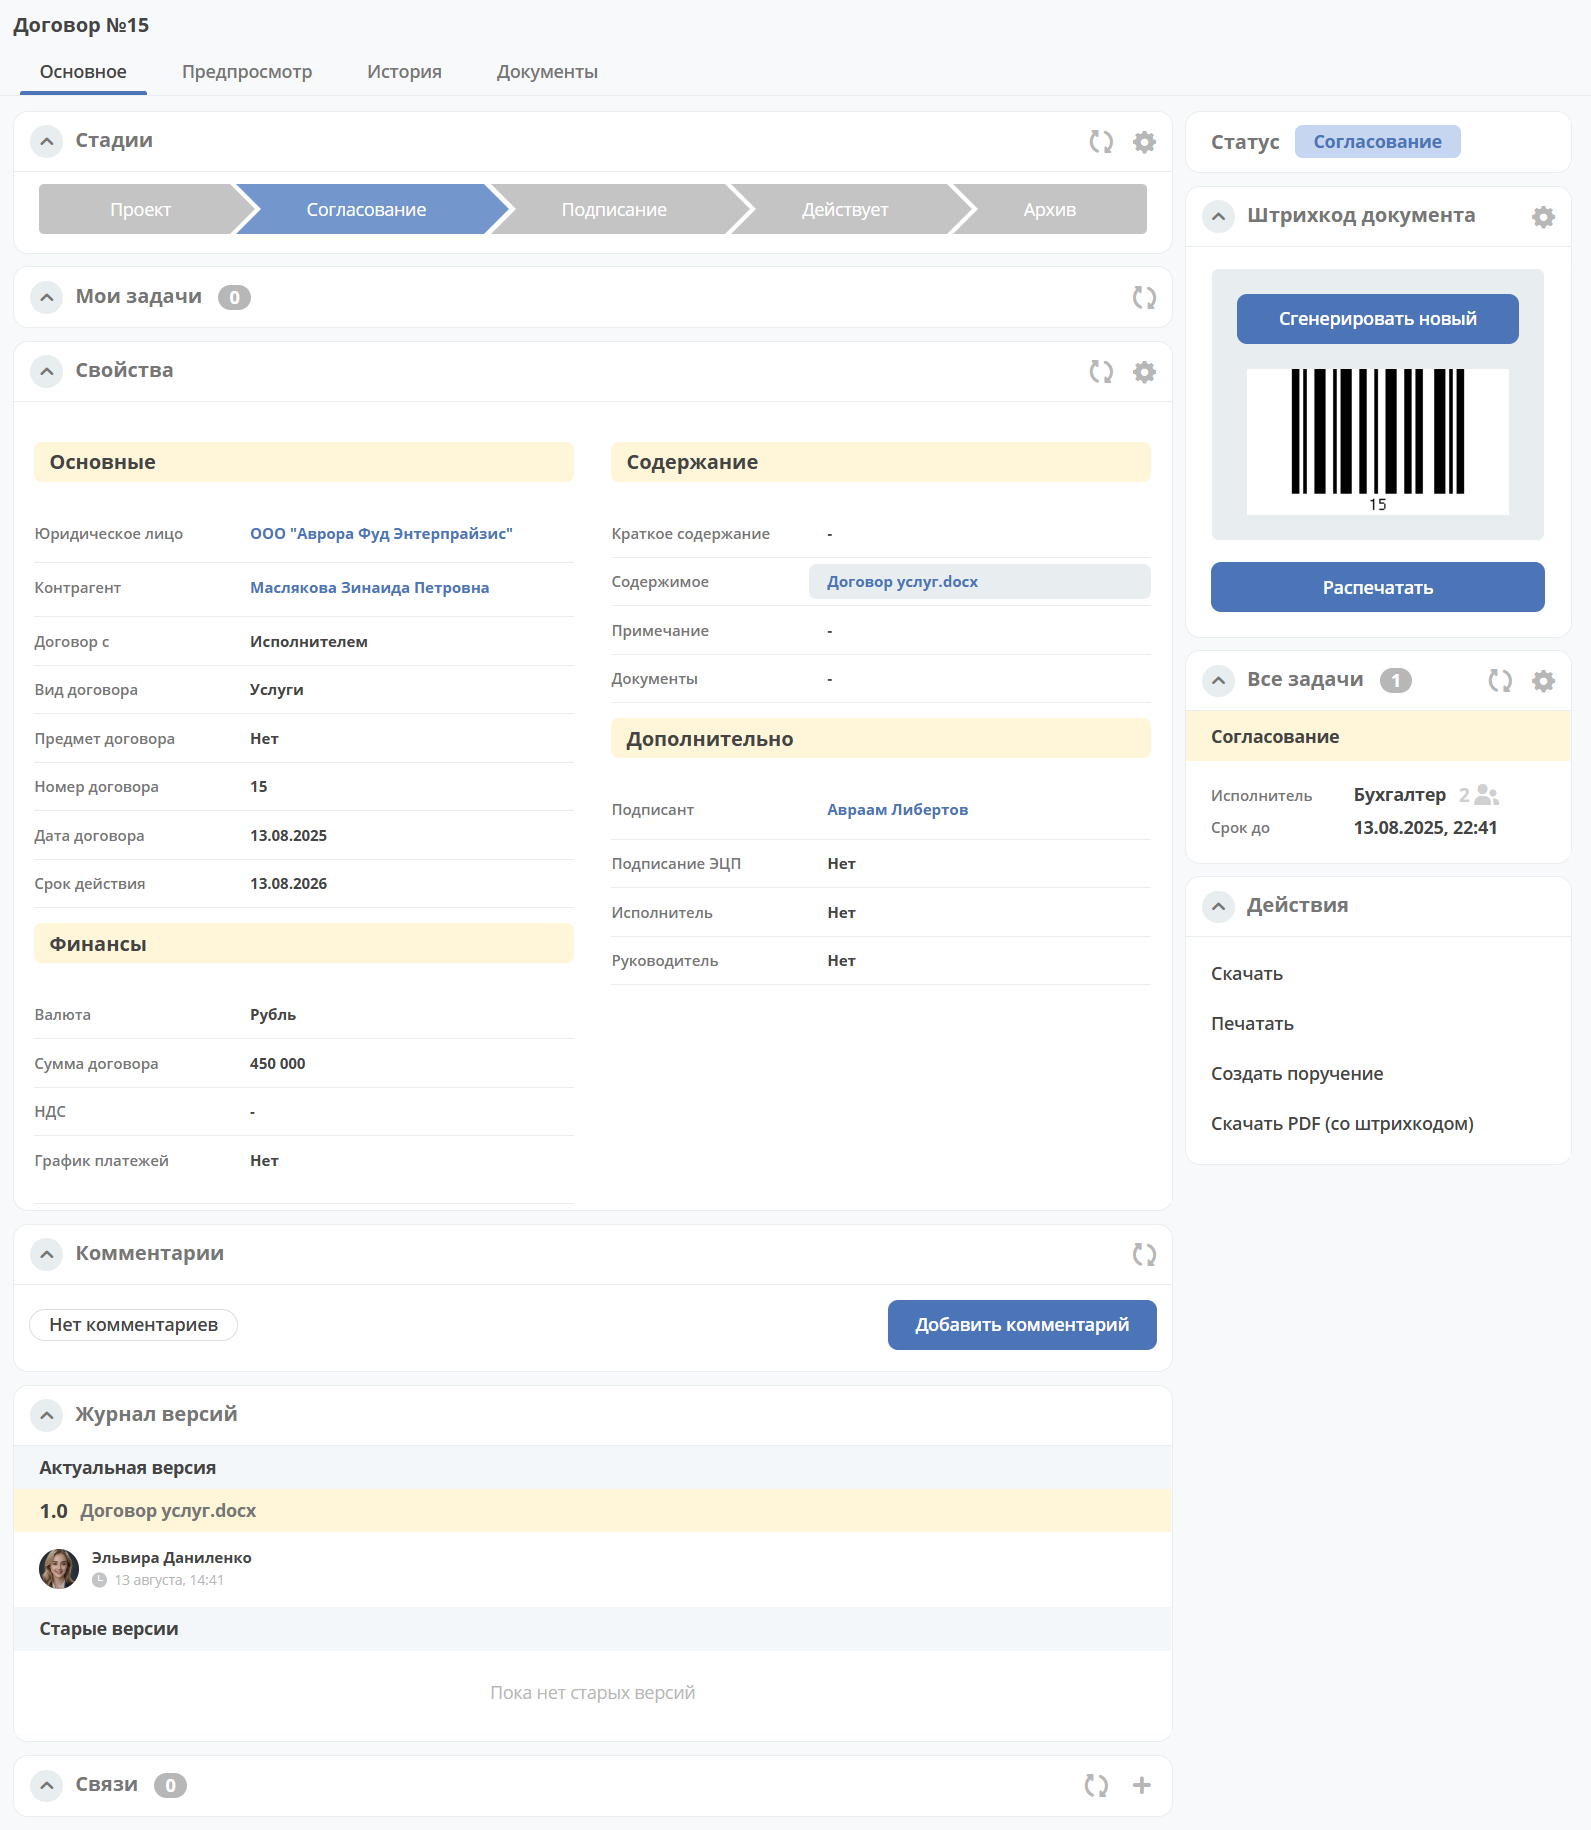 Договор №15
Основное Предпросмотр История Документы
Стадии
Проект Согласование Подписание Действует Архив
Мои задачи 0
Свойства
Основные
Юридическое лицо ООО "Аврора Фуд Энтерпрайзис"
Контрагент Маслякова Зинаида Петровна
Договор с Исполнителем
Вид договора Услуги
Предмет договора Нет
Номер договора 15
Дата договора 13.08.2025
Срок действия 13.08.2026
Финансы
Валюта Рубль
Сумма договора 450 000
НДС -
График платежей Нет
Содержание
Краткое содержание -
Содержимое Договор услуг.docx
Примечание -
Документы -
Дополнительно
Подписант Авраам Либертов
Подписание ЭЦП Нет
Исполнитель Нет
Руководитель Нет
Комментарии
Нет комментариев Добавить комментарий
Журнал версий
Актуальная версия
1.0 Договор услуг.docx
Эльвира Даниленко
13 августа, 14:41
Старые версии
Пока нет старых версий
Связи 0
Статус Согласование
Штрихкод документа
Сгенерировать новый
15
Распечатать
Все задачи 1
Согласование
Исполнитель Бухгалтер 2
Срок до 13.08.2025, 22:41
Действия
Скачать
Печатать
Создать поручение
Скачать PDF (со штрихкодом)